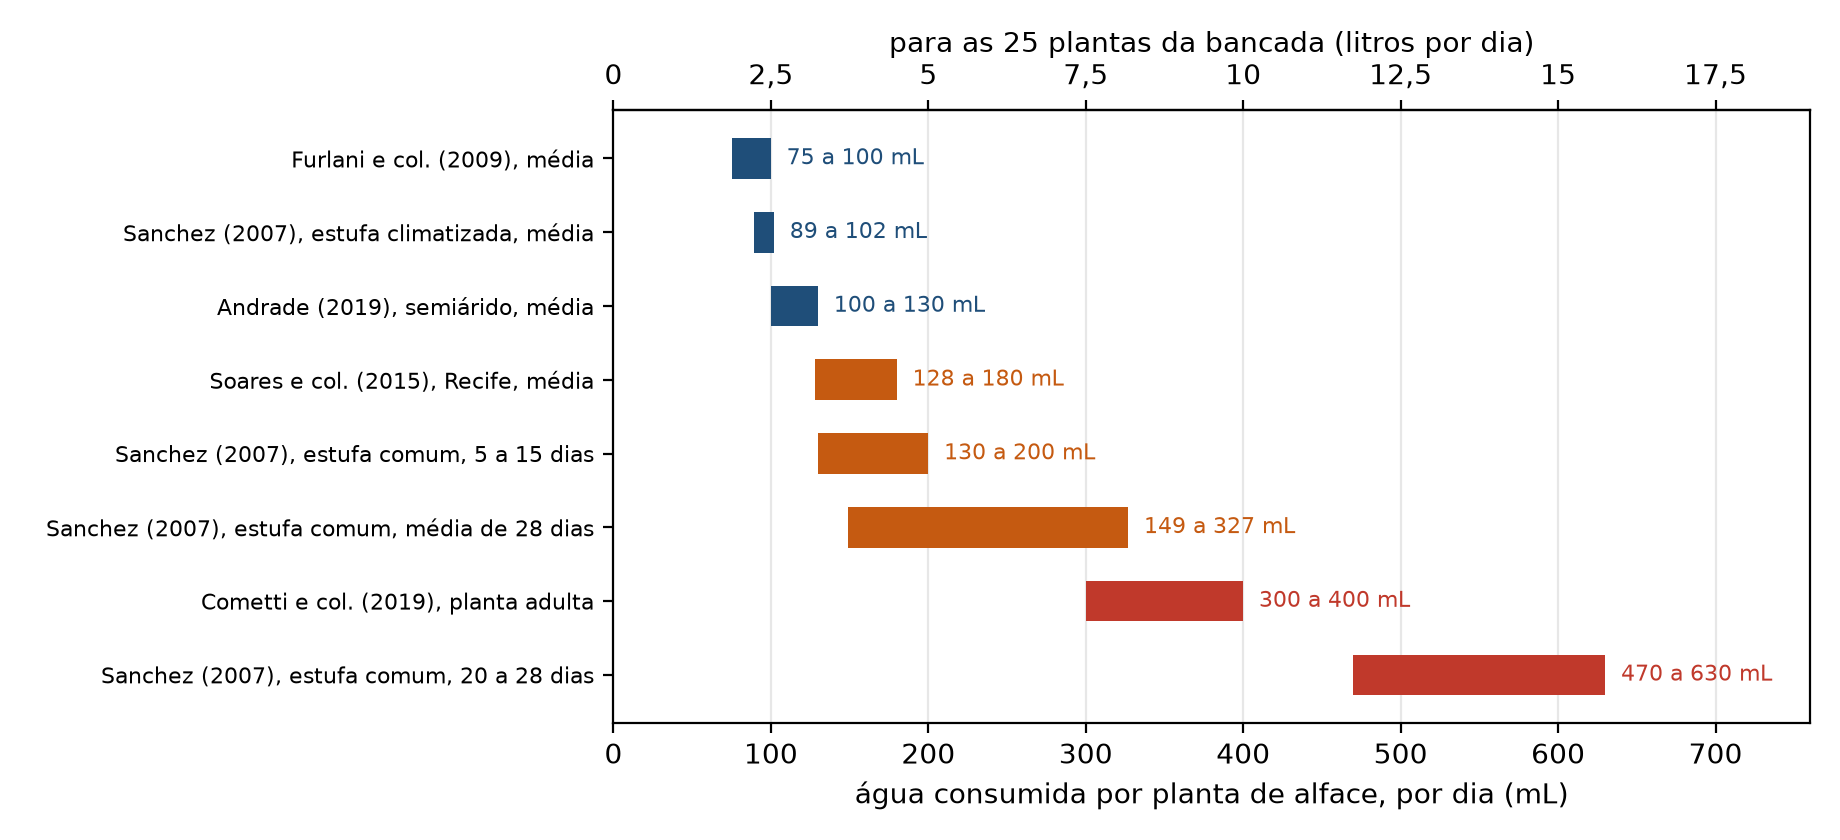 para as 25 plantas da bancada (litros por dia)
0 2,5 5 7,5 10 12,5 15 17,5
Furlani e col. (2009), média 75 a 100 mL
Sanchez (2007), estufa climatizada, média 89 a 102 mL
Andrade (2019), semiárido, média 100 a 130 mL
Soares e col. (2015), Recife, média 128 a 180 mL
Sanchez (2007), estufa comum, 5 a 15 dias 130 a 200 mL
Sanchez (2007), estufa comum, média de 28 dias 149 a 327 mL
Cometti e col. (2019), planta adulta 300 a 400 mL
Sanchez (2007), estufa comum, 20 a 28 dias 470 a 630 mL
0 100 200 300 400 500 600 700
água consumida por planta de alface, por dia (mL)